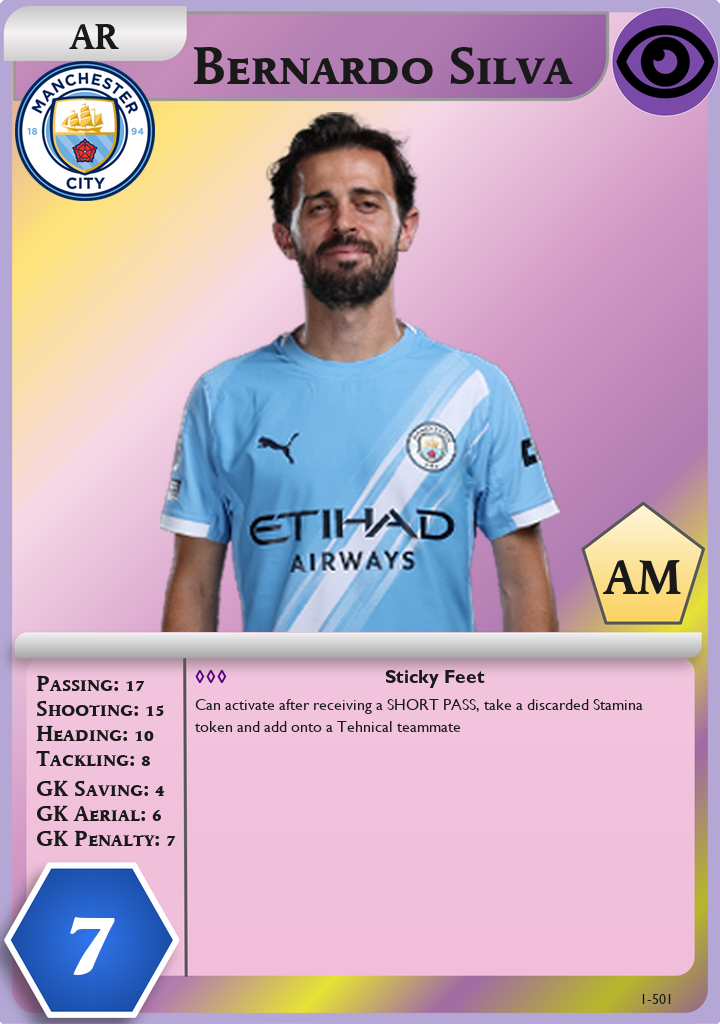 AR
Bernardo Silva
MANCHESTER
18 94
CITY
ETIHAD
AIRWAYS
AM
Passing: 17
Shooting: 15
Heading: 10
Tackling: 8
GK Saving: 4
GK Aerial: 6
GK Penalty: 7
7
◊◊◊ Sticky Feet
Can activate after receiving a SHORT PASS, take a discarded Stamina
token and add onto a Tehnical teammate
1-501